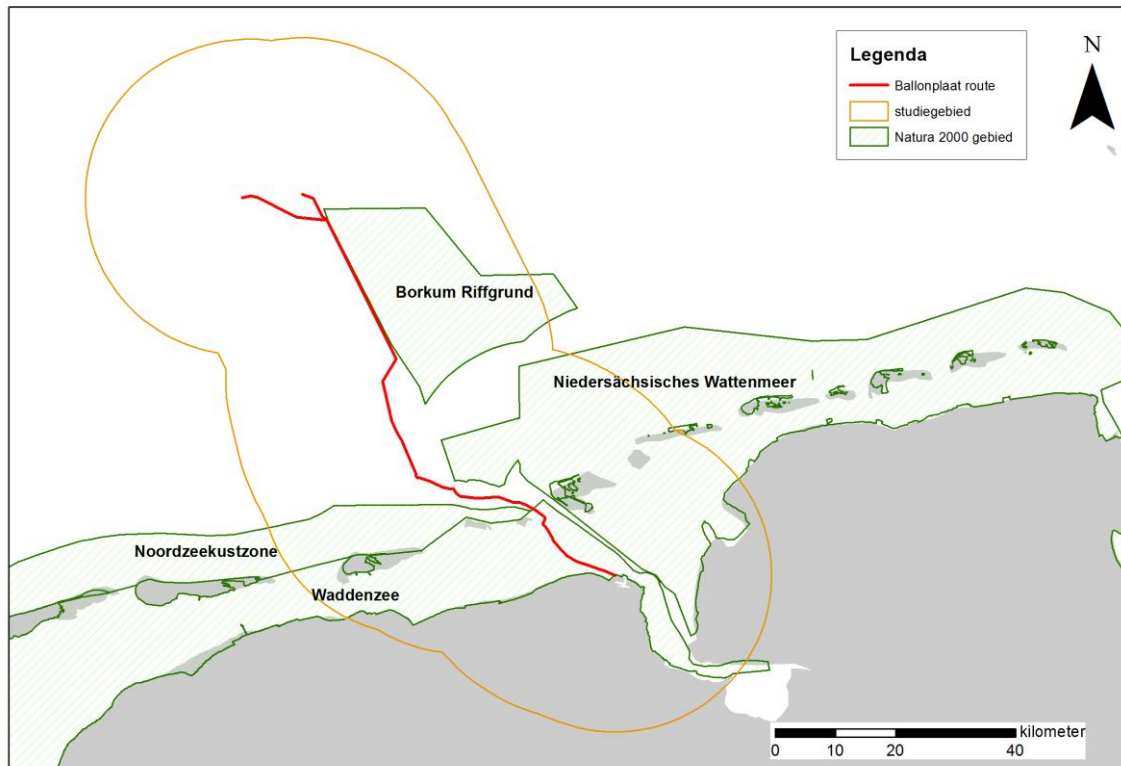 Legenda
Ballonplaat route
studiegebied
Natura 2000 gebied
N
Borkum Riffgrund
Niedersächsisches Wattenmeer
Noordzeekustzone
Waddenzee
kilometer
0 10 20 40